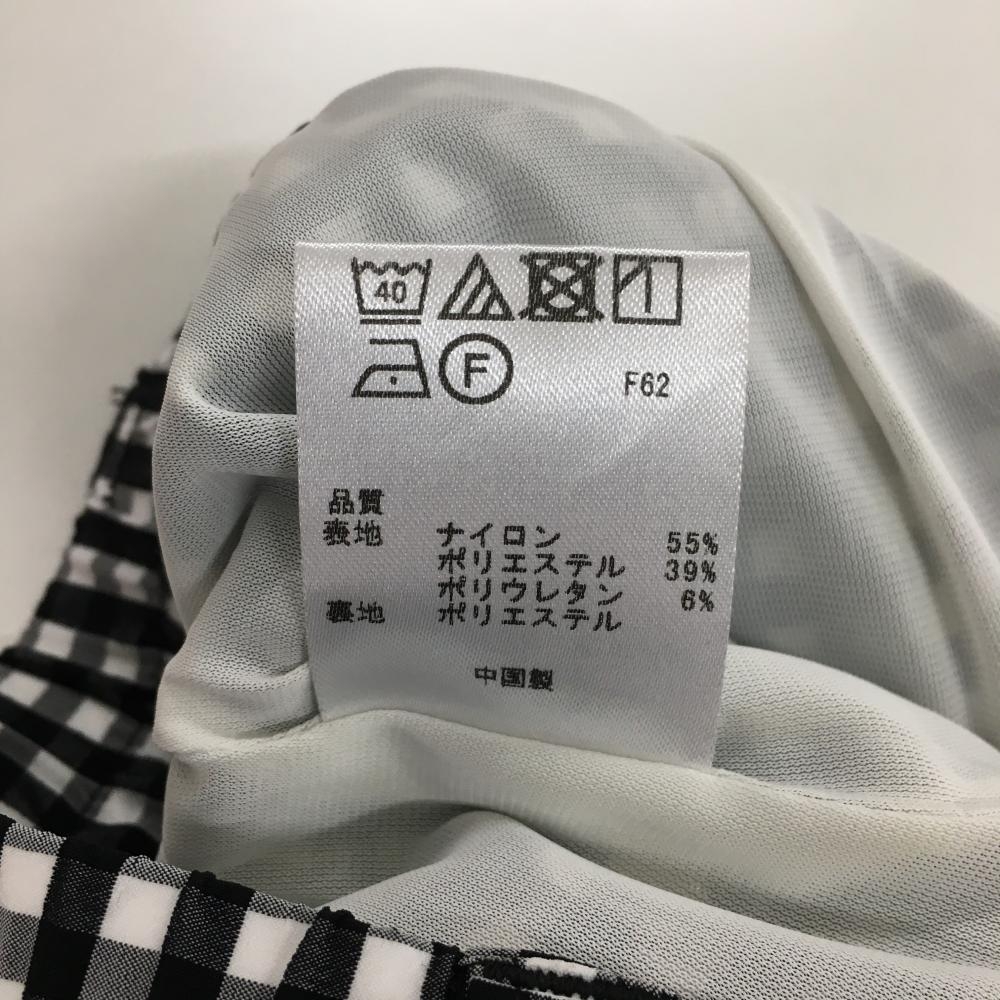 40
F F62
品質
表地 ナイロン 55%
ポリエステル 39%
ポリウレタン 6%
裏地 ポリエステル
中国製